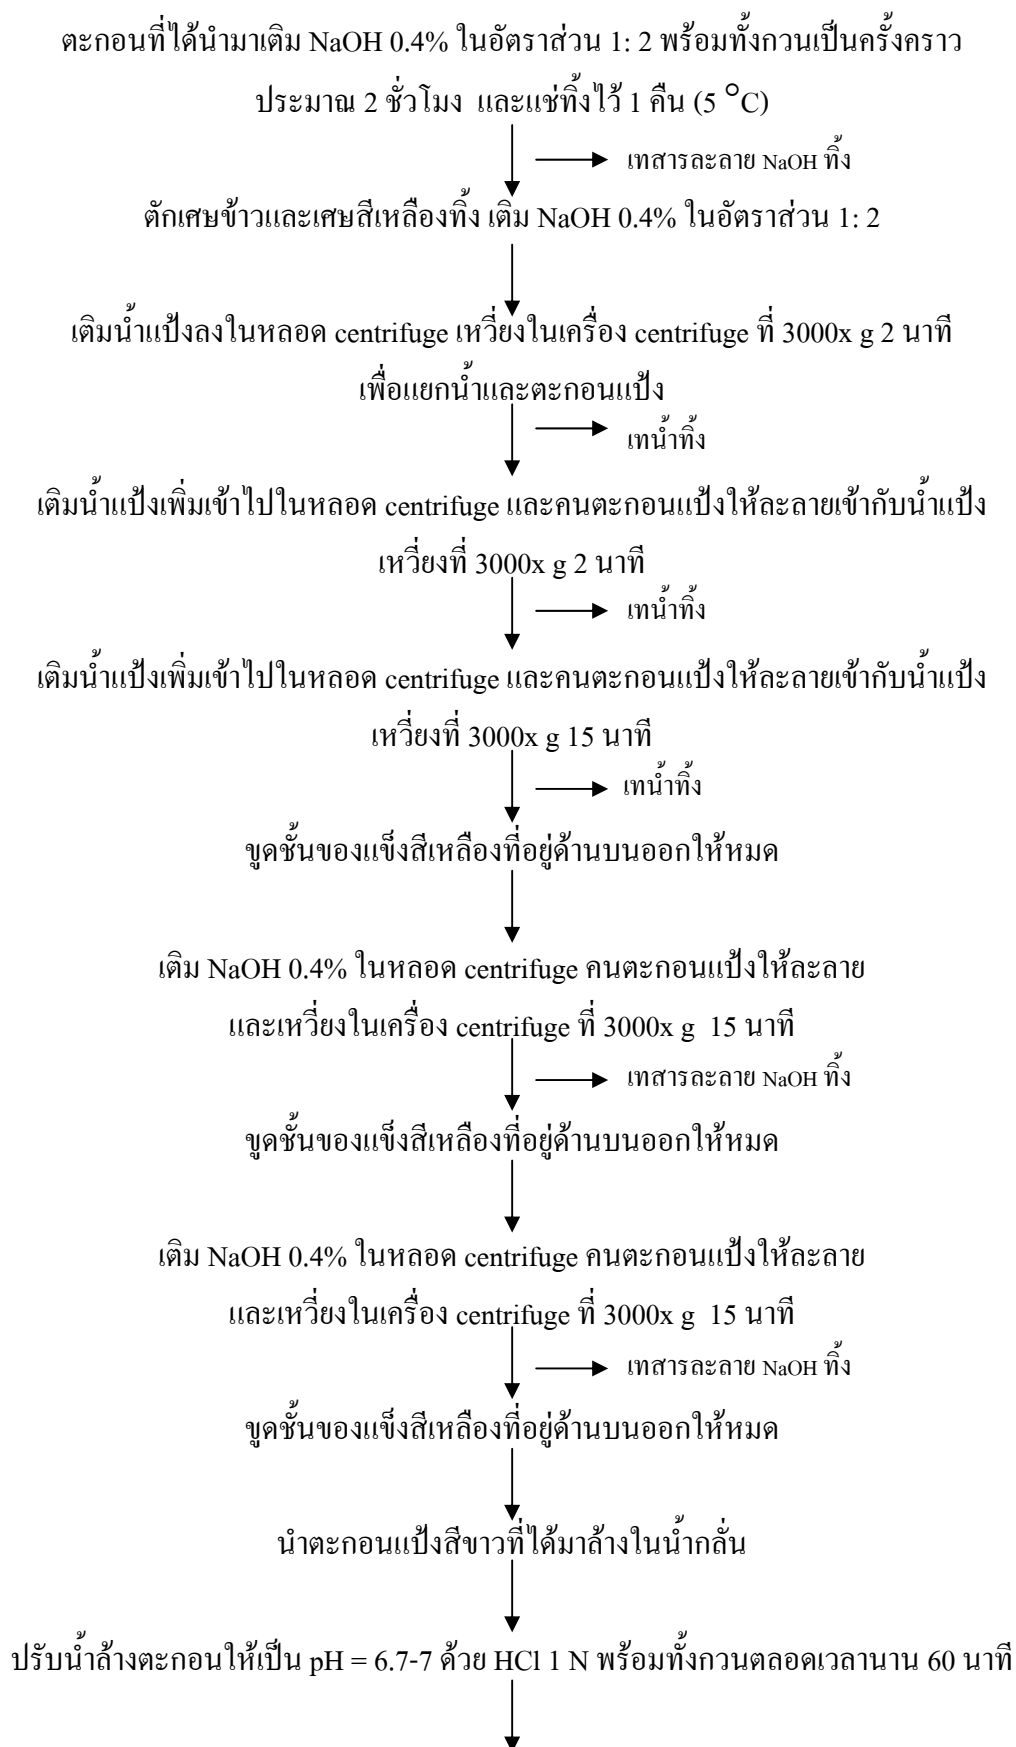 ตะกอนที่ได้นำมาเติม NaOH 0.4% ในอัตราส่วน 1: 2 พร้อมทั้งกวนเป็นครั้งคราว
ประมาณ 2 ชั่วโมง และแช่ทิ้งไว้ 1 คืน (5 °C)
เทสารละลาย NaOH ทิ้ง
ตักเศษข้าวและเศษสีเหลืองทิ้ง เติม NaOH 0.4% ในอัตราส่วน 1: 2
เติมน้ำแป้งลงในหลอด centrifuge เหวี่ยงในเครื่อง centrifuge ที่ 3000x g 2 นาที
เพื่อแยกน้ำและตะกอนแป้ง
เทน้ำทิ้ง
เติมน้ำแป้งเพิ่มเข้าไปในหลอด centrifuge และคนตะกอนแป้งให้ละลายเข้ากับน้ำแป้ง
เหวี่ยงที่ 3000x g 2 นาที
เทน้ำทิ้ง
เติมน้ำแป้งเพิ่มเข้าไปในหลอด centrifuge และคนตะกอนแป้งให้ละลายเข้ากับน้ำแป้ง
เหวี่ยงที่ 3000x g 15 นาที
เทน้ำทิ้ง
ขูดชั้นของแข็งสีเหลืองที่อยู่ด้านบนออกให้หมด
เติม NaOH 0.4% ในหลอด centrifuge คนตะกอนแป้งให้ละลาย
และเหวี่ยงในเครื่อง centrifuge ที่ 3000x g 15 นาที
เทสารละลาย NaOH ทิ้ง
ขูดชั้นของแข็งสีเหลืองที่อยู่ด้านบนออกให้หมด
เติม NaOH 0.4% ในหลอด centrifuge คนตะกอนแป้งให้ละลาย
และเหวี่ยงในเครื่อง centrifuge ที่ 3000x g 15 นาที
เทสารละลาย NaOH ทิ้ง
ขูดชั้นของแข็งสีเหลืองที่อยู่ด้านบนออกให้หมด
นำตะกอนแป้งสีขาวที่ได้มาล้างในน้ำกลั่น
ปรับน้ำล้างตะกอนให้เป็น pH = 6.7-7 ด้วย HCl 1 N พร้อมทั้งกวนตลอดเวลานาน 60 นาที